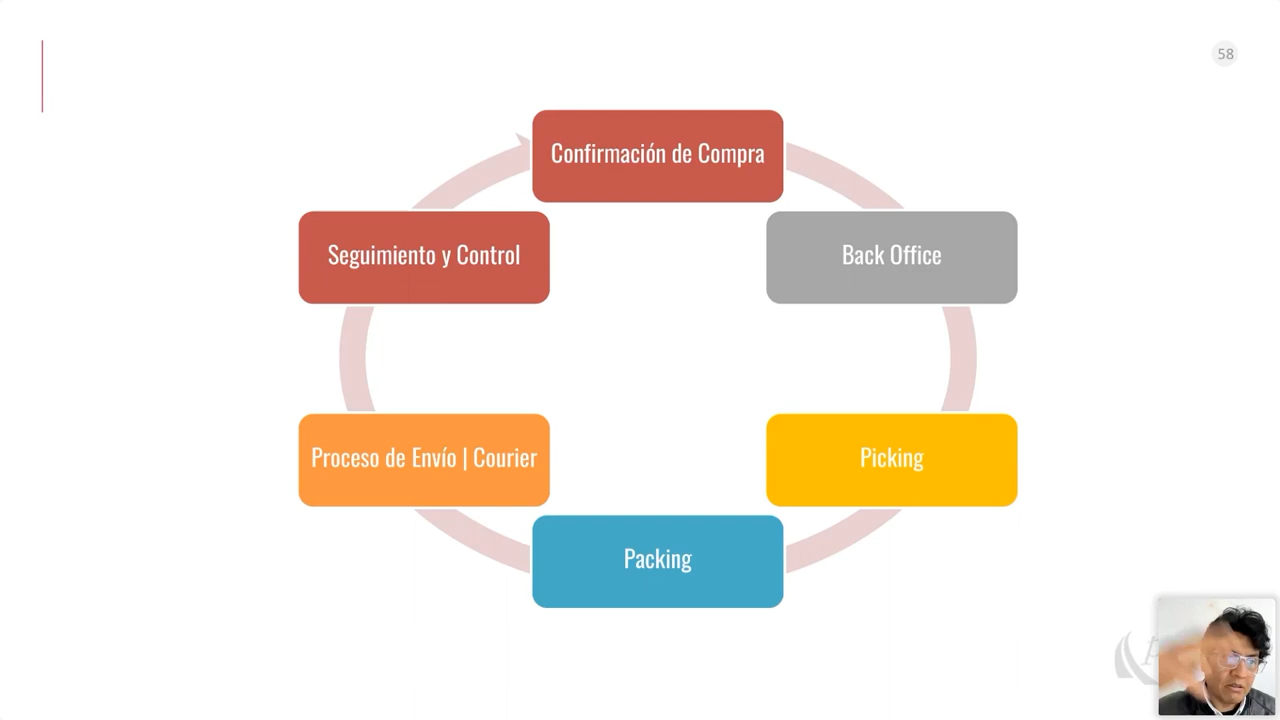 58
Confirmación de Compra
Seguimiento y Control
Back Office
Proceso de Envío | Courier
Picking
Packing